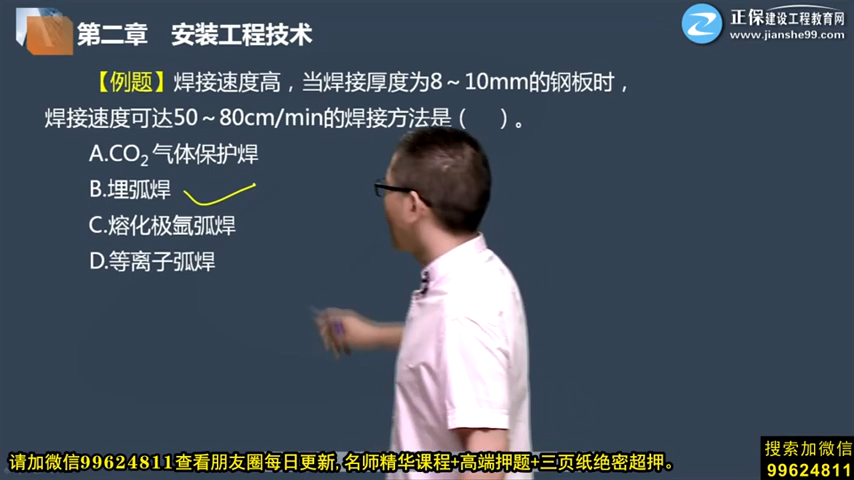 第二章 安装工程技术
正保建设工程教育网
www.jianshe99.com
【例题】焊接速度高，当焊接厚度为8～10mm的钢板时，
焊接速度可达50～80cm/min的焊接方法是（ ）。
A.CO₂ 气体保护焊
B.埋弧焊
C.熔化极氩弧焊
D.等离子弧焊
请加微信99624811查看朋友圈每日更新,名师精华课程+高端押题+三页纸绝密超押。
搜索加微信
99624811